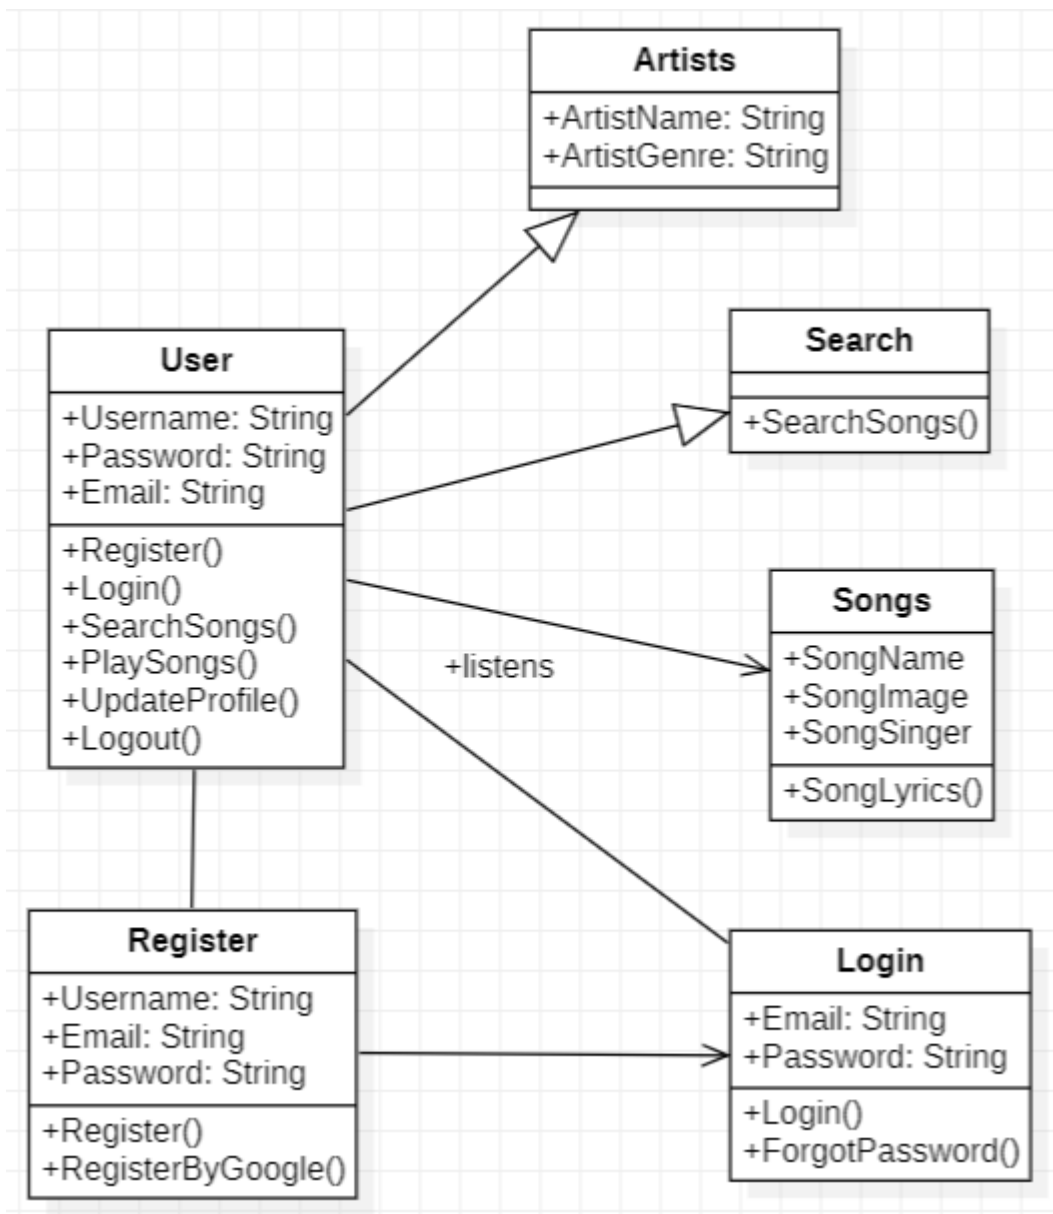 Artists
+ArtistName: String
+ArtistGenre: String
Search
+SearchSongs()
User
+Username: String
+Password: String
+Email: String
+Register()
+Login()
+SearchSongs()
+PlaySongs()
+UpdateProfile()
+Logout()
+listens
Songs
+SongName
+SongImage
+SongSinger
+SongLyrics()
Register
+Username: String
+Email: String
+Password: String
+Register()
+RegisterByGoogle()
Login
+Email: String
+Password: String
+Login()
+ForgotPassword()